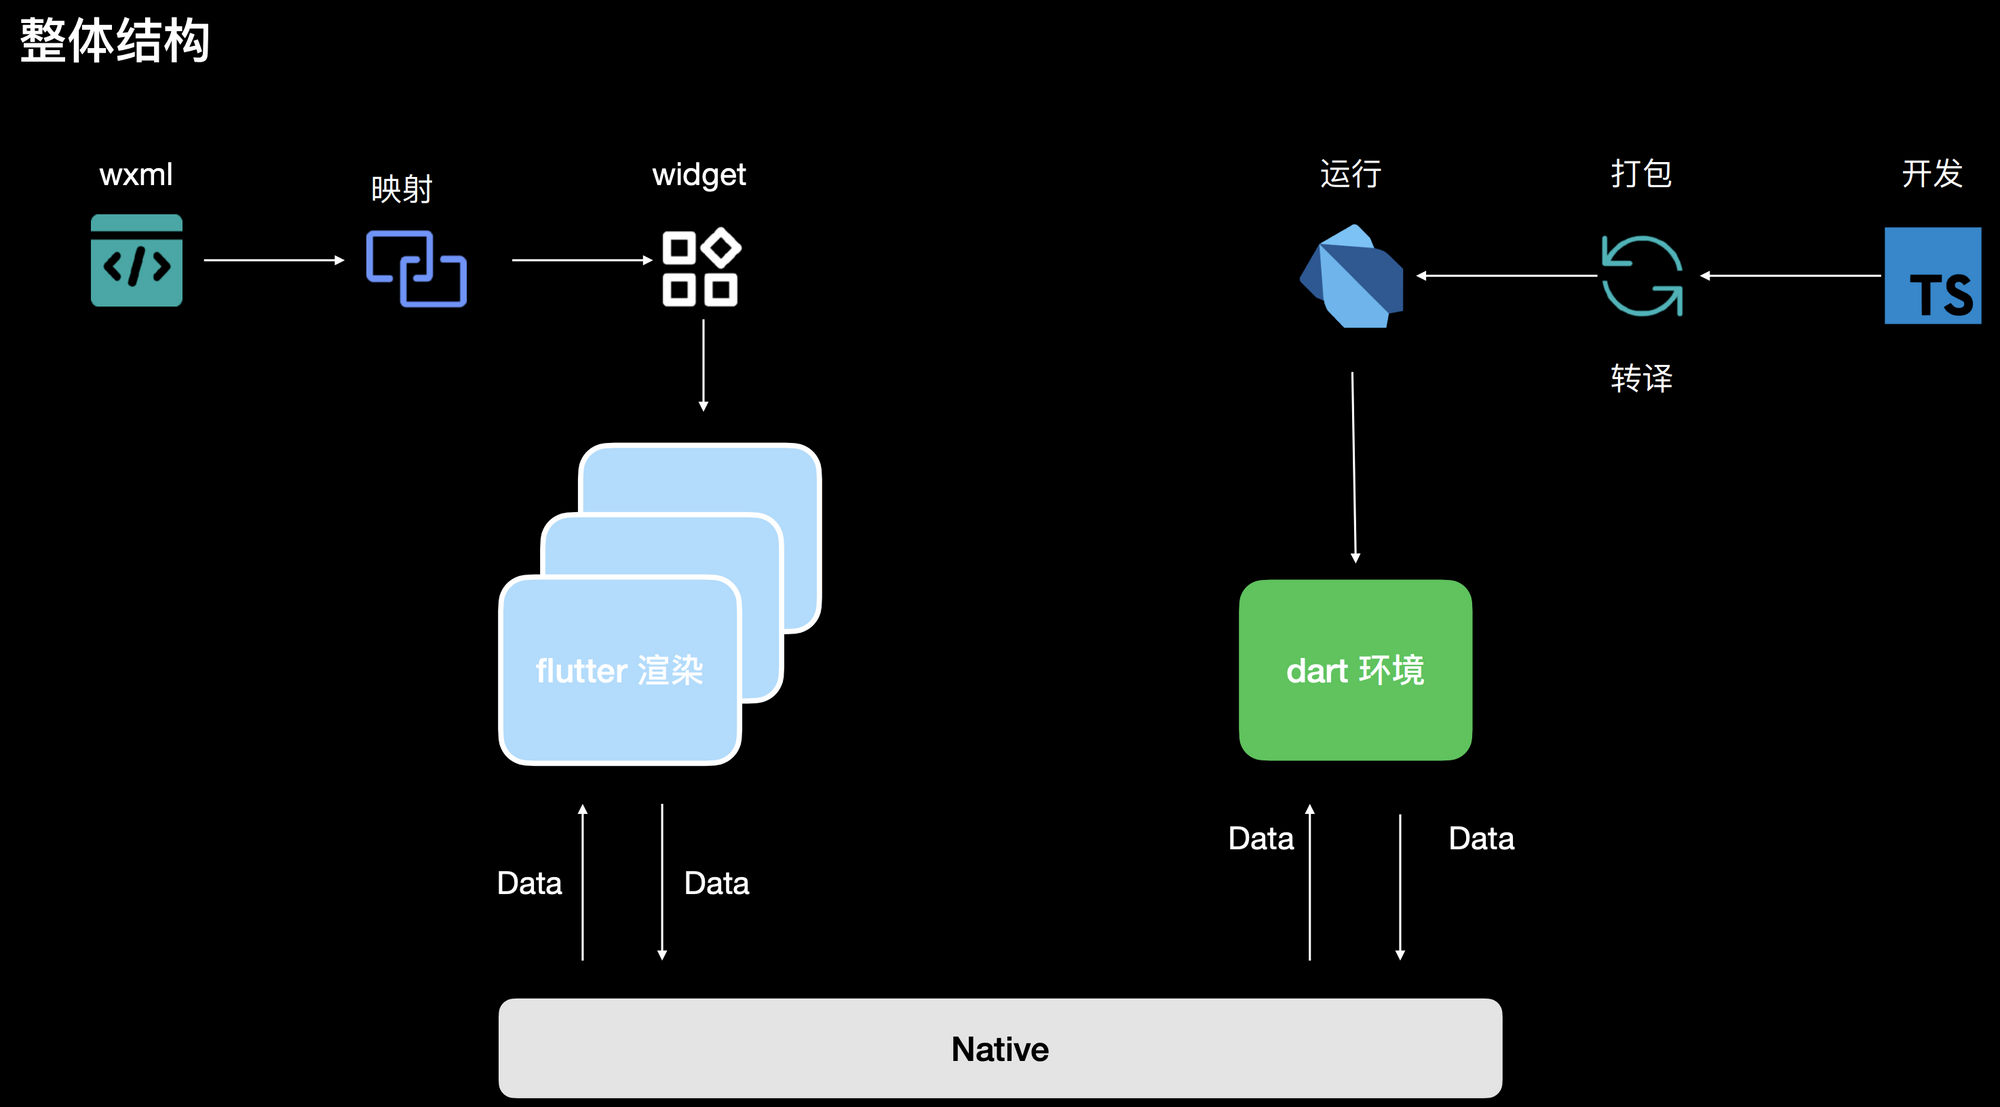 整体结构
wxml
映射
widget
运行
打包
开发
</>
TS
转译
flutter 渲染
dart 环境
Data
Data
Data
Data
Native